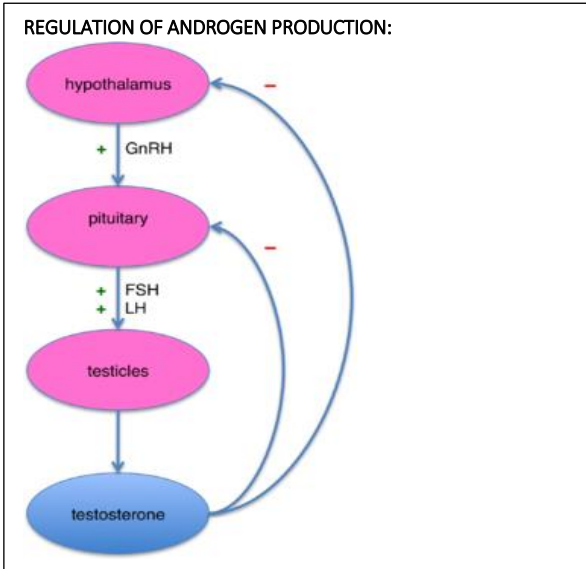 REGULATION OF ANDROGEN PRODUCTION:
hypothalamus
−
+ GnRH
pituitary
−
+ FSH
+ LH
testicles
testosterone